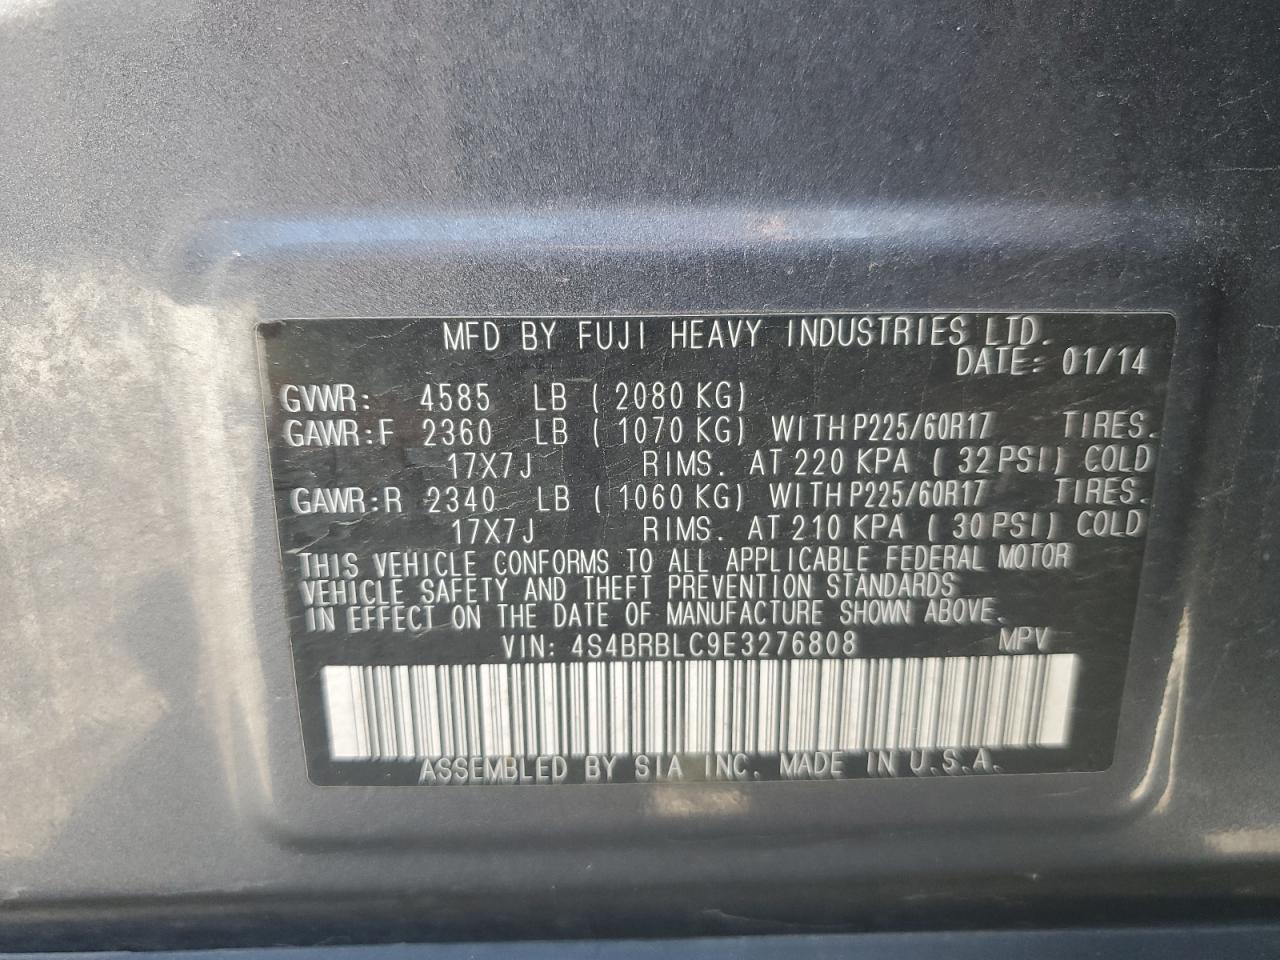 MFD BY FUJI HEAVY INDUSTRIES LTD.
DATE: 01/14
GVWR: 4585 LB ( 2080 KG)
GAWR:F 2360 LB ( 1070 KG) WITH P225/60R17 TIRES.
17X7J RIMS. AT 220 KPA ( 32 PSI) COLD
GAWR:R 2340 LB ( 1060 KG) WITH P225/60R17 TIRES.
17X7J RIMS. AT 210 KPA ( 30 PSI) COLD
THIS VEHICLE CONFORMS TO ALL APPLICABLE FEDERAL MOTOR
VEHICLE SAFETY AND THEFT PREVENTION STANDARDS
IN EFFECT ON THE DATE OF MANUFACTURE SHOWN ABOVE.
VIN: 4S4BRBLC9E3276808 MPV
ASSEMBLED BY SIA INC. MADE IN U.S.A.